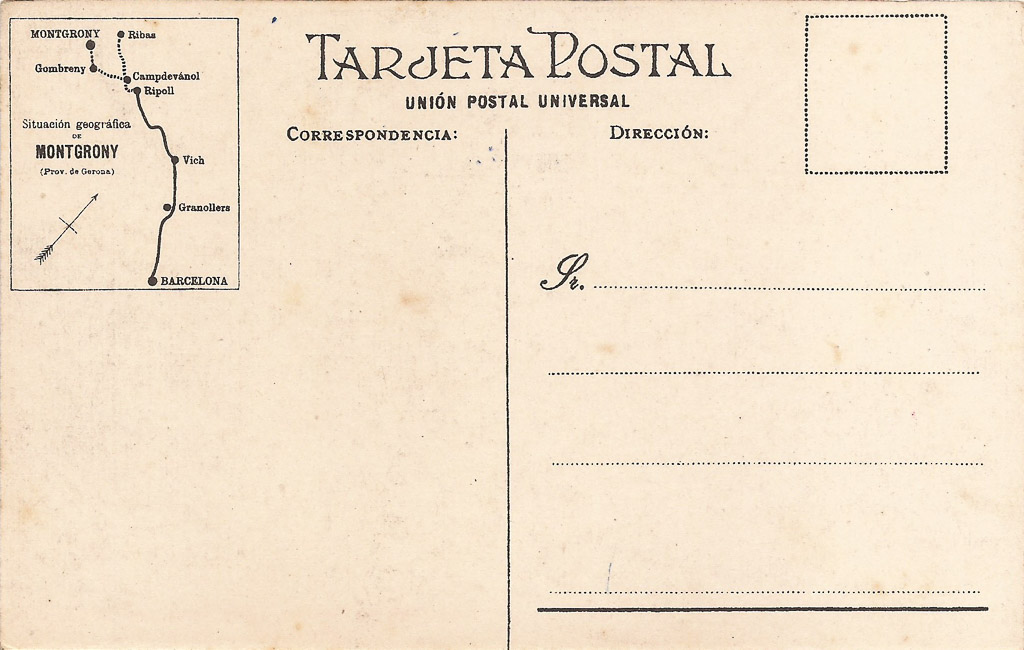 MONTGRONY
Ribas
Gombreny
Campdevánol
Ripoll
Situación geográfica
DE
MONTGRONY
(Prov. de Gerona)
Vich
Granollers
BARCELONA
TARJETA POSTAL
UNIÓN POSTAL UNIVERSAL
CORRESPONDENCIA:
DIRECCIÓN:
Sr.